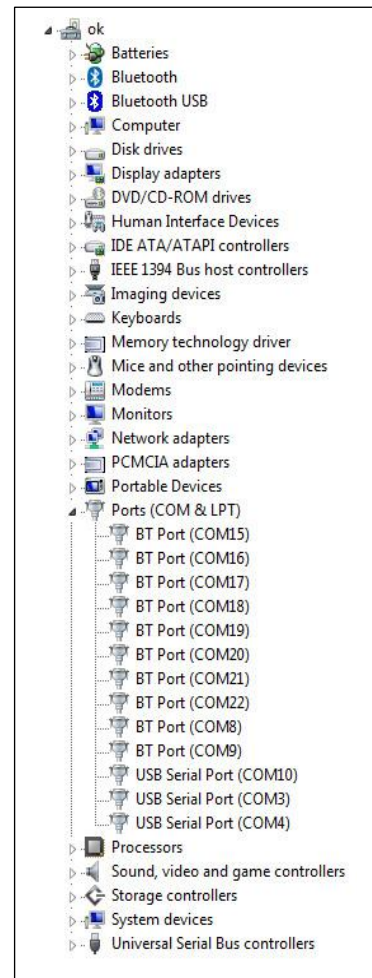 ok
Batteries
Bluetooth
Bluetooth USB
Computer
Disk drives
Display adapters
DVD/CD-ROM drives
Human Interface Devices
IDE ATA/ATAPI controllers
IEEE 1394 Bus host controllers
Imaging devices
Keyboards
Memory technology driver
Mice and other pointing devices
Modems
Monitors
Network adapters
PCMCIA adapters
Portable Devices
Ports (COM & LPT)
BT Port (COM15)
BT Port (COM16)
BT Port (COM17)
BT Port (COM18)
BT Port (COM19)
BT Port (COM20)
BT Port (COM21)
BT Port (COM22)
BT Port (COM8)
BT Port (COM9)
USB Serial Port (COM10)
USB Serial Port (COM3)
USB Serial Port (COM4)
Processors
Sound, video and game controllers
Storage controllers
System devices
Universal Serial Bus controllers